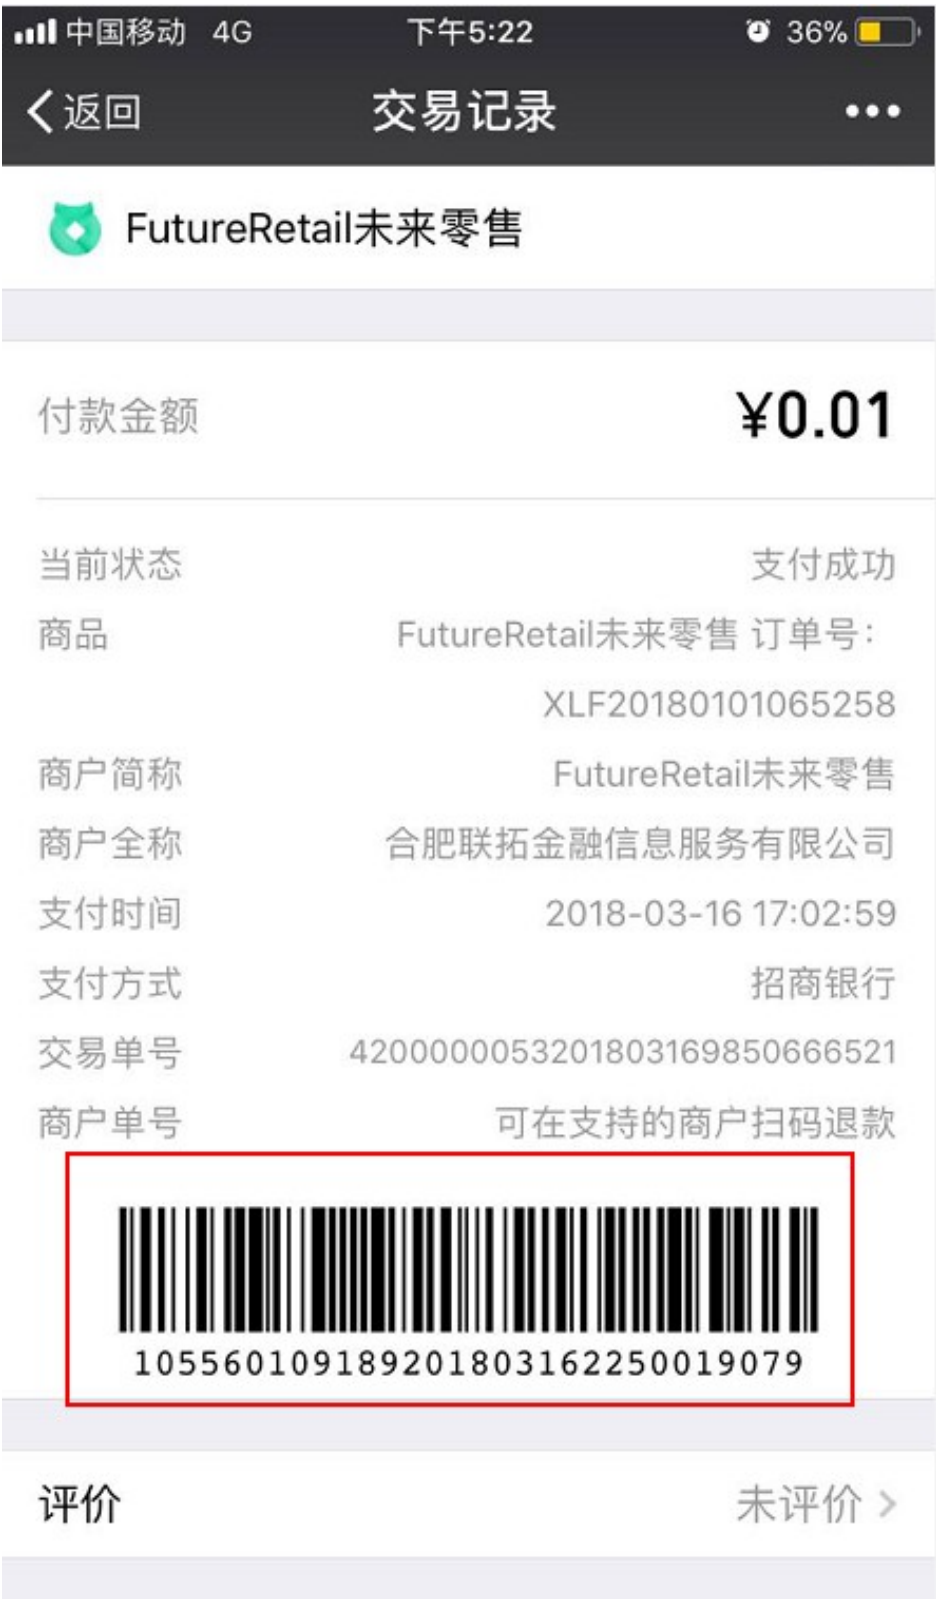 中国移动 4G 下午5:22 36%
返回 交易记录
FutureRetail未来零售
付款金额 ¥0.01
当前状态 支付成功
商品 FutureRetail未来零售 订单号:
XLF20180101065258
商户简称 FutureRetail未来零售
商户全称 合肥联拓金融信息服务有限公司
支付时间 2018-03-16 17:02:59
支付方式 招商银行
交易单号 4200000053201803169850666521
商户单号 可在支持的商户扫码退款
105560109189201803162250019079
评价 未评价